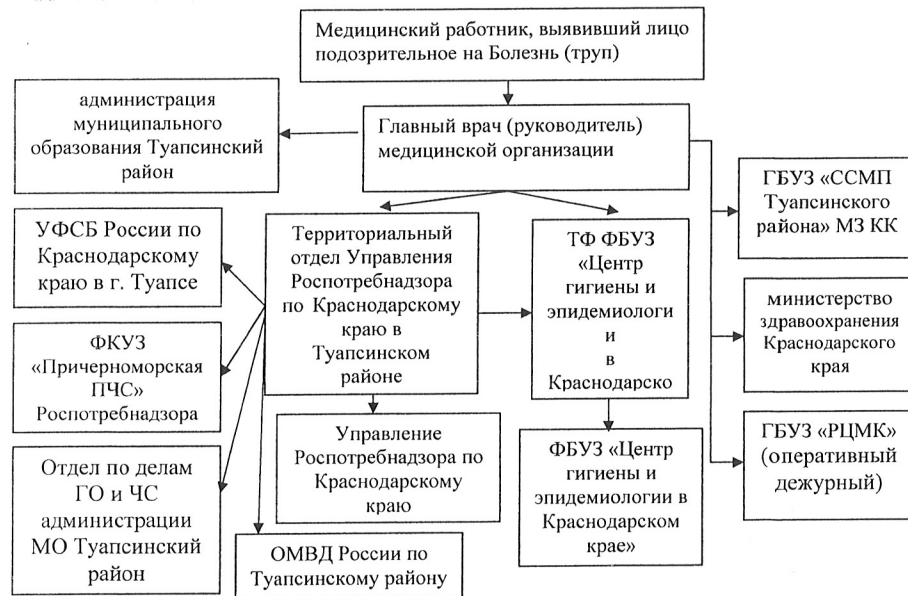 Медицинский работник, выявивший лицо
подозрительное на Болезнь (труп)
администрация
муниципального
образования Туапсинский
район
Главный врач (руководитель)
медицинской организации
ГБУЗ «ССМП
Туапсинского
района» МЗ КК
УФСБ России по
Краснодарскому
краю в г. Туапсе
Территориальный
отдел Управления
Роспотребнадзора
по Краснодарскому
краю в
Туапсинском
районе
ТФ ФБУЗ
«Центр
гигиены и
эпидемиологи
и
в
Краснодарско
министерство
здравоохранения
Краснодарского
края
ФКУЗ
«Причерноморская
ПЧС»
Роспотребнадзора
Управление
Роспотребнадзора по
Краснодарскому
краю
ФБУЗ «Центр
гигиены и
эпидемиологии в
Краснодарском
крае»
ГБУЗ «РЦМК»
(оперативный
дежурный)
Отдел по делам
ГО и ЧС
администрации
МО Туапсинский
район
ОМВД России по
Туапсинскому району